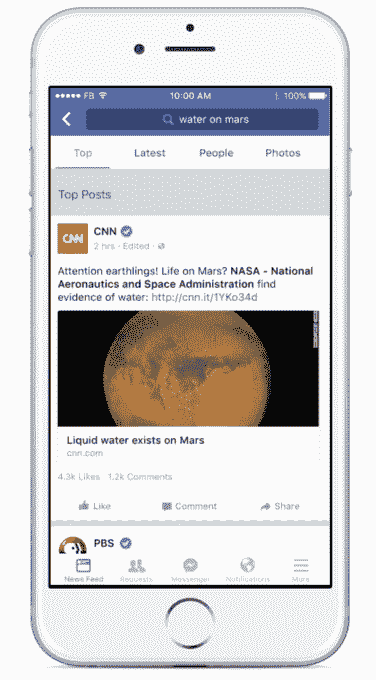 FB 10:00 AM 100%
water on mars
Top Latest People Photos
Top Posts
CNN
CNN
2 hrs · Edited ·
Attention earthlings! Life on Mars? NASA - National
Aeronautics and Space Administration find
evidence of water: http://cnn.it/1YKo34d
Liquid water exists on Mars
cnn.com
4.3k Likes 1.2k Comments
Like Comment Share
PBS
News Feed Requests Messenger Notifications More